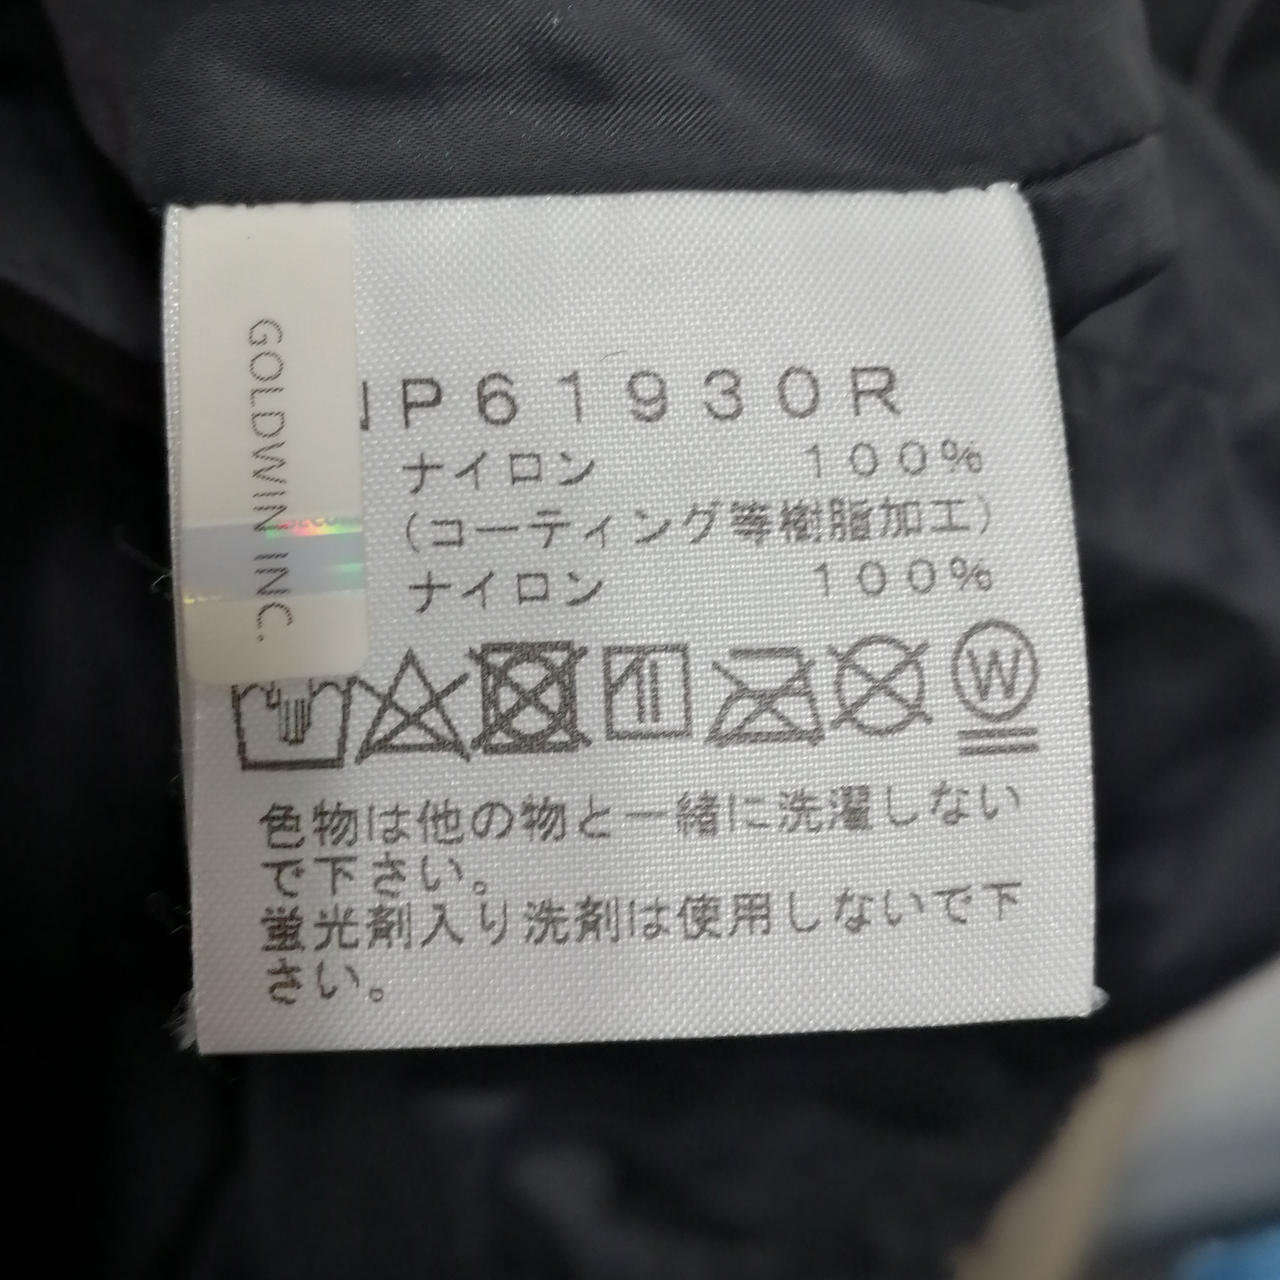 GOLDWIN INC.
P61930R
ナイロン 100%
(コーティング等樹脂加工)
ナイロン 100%
W
色物は他の物と一緒に洗濯しない
で下さい。
蛍光剤入り洗剤は使用しないで下
さい。